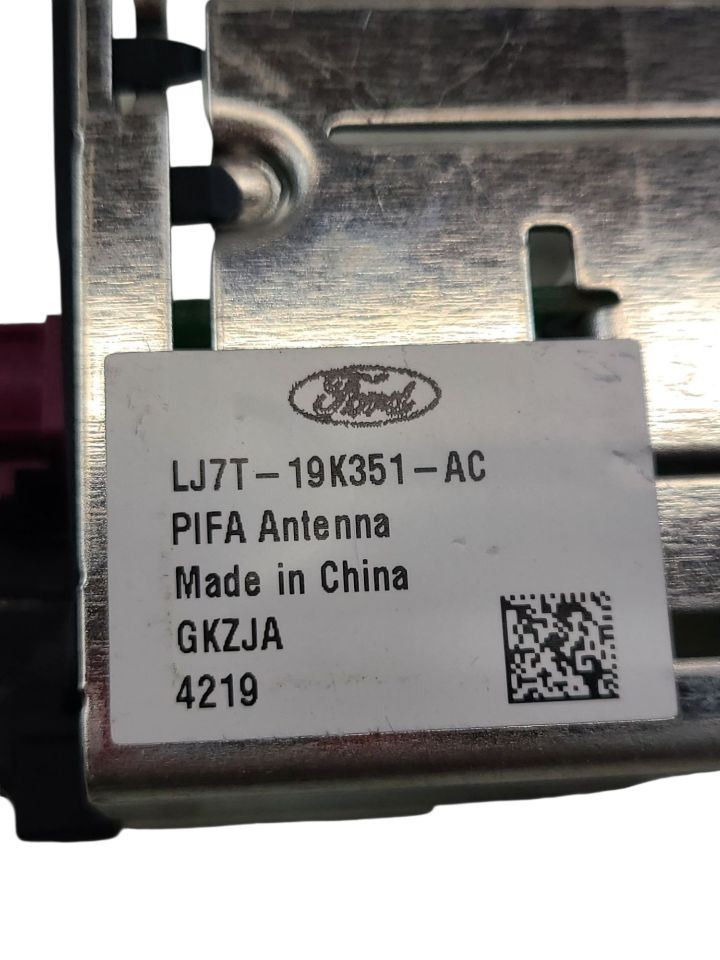 Ford
LJ7T-19K351-AC
PIFA Antenna
Made in China
GKZJA
4219